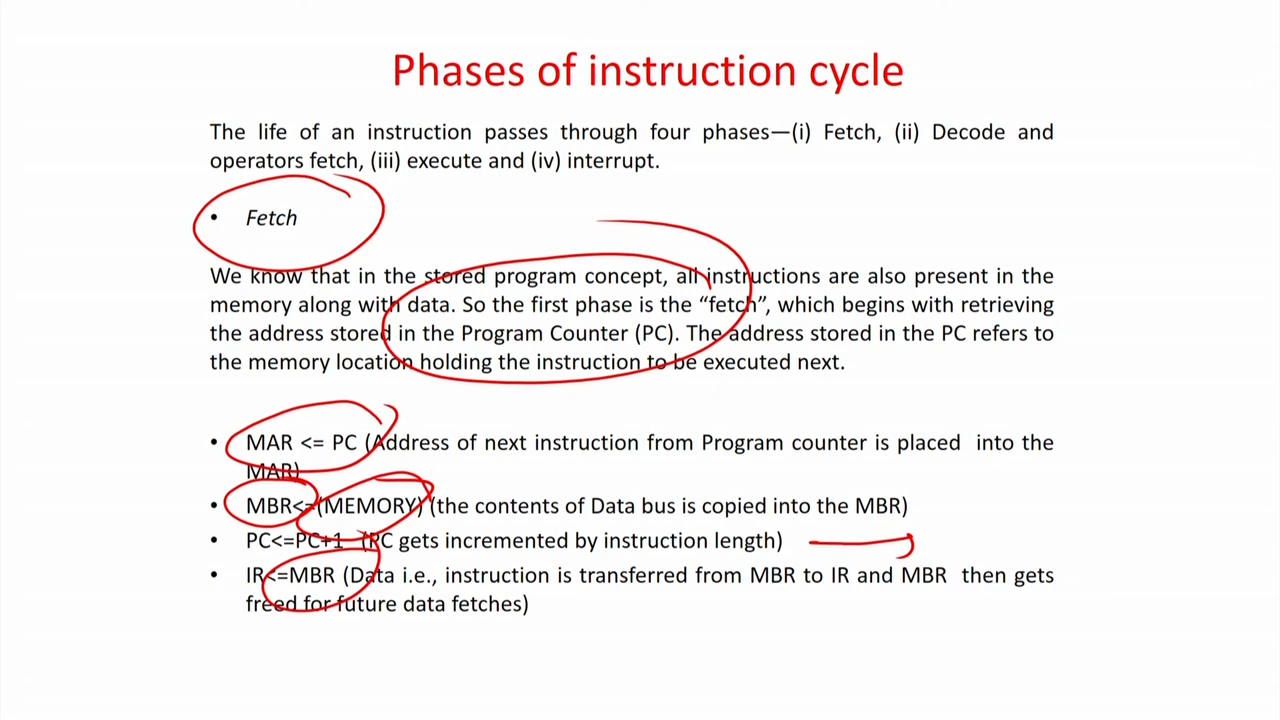 Phases of instruction cycle
The life of an instruction passes through four phases—(i) Fetch, (ii) Decode and
operators fetch, (iii) execute and (iv) interrupt.
• Fetch
We know that in the stored program concept, all instructions are also present in the
memory along with data. So the first phase is the “fetch”, which begins with retrieving
the address stored in the Program Counter (PC). The address stored in the PC refers to
the memory location holding the instruction to be executed next.
• MAR <= PC (Address of next instruction from Program counter is placed into the
MAR)
• MBR<=(MEMORY) (the contents of Data bus is copied into the MBR)
• PC<=PC+1 (PC gets incremented by instruction length)
• IR<=MBR (Data i.e., instruction is transferred from MBR to IR and MBR then gets
freed for future data fetches)